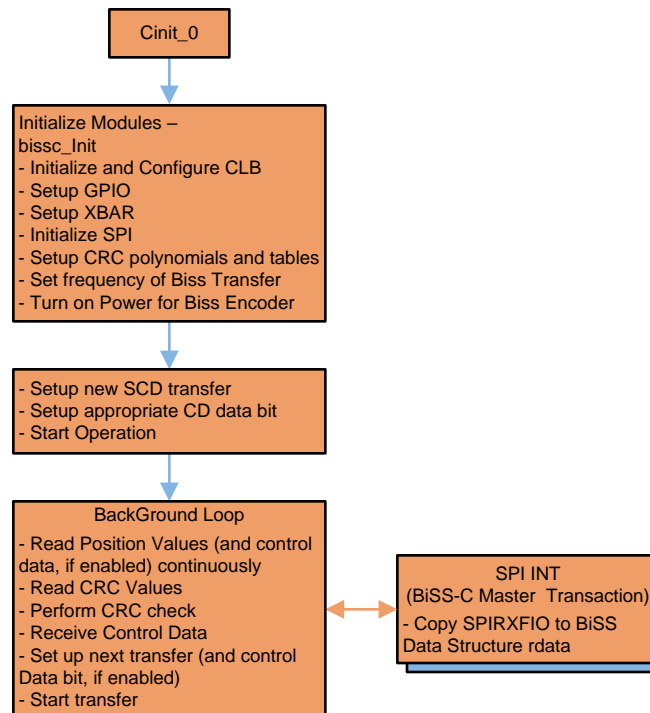 Cinit_0
Initialize Modules –
bissc_Init
- Initialize and Configure CLB
- Setup GPIO
- Setup XBAR
- Initialize SPI
- Setup CRC polynomials and tables
- Set frequency of Biss Transfer
- Turn on Power for Biss Encoder
- Setup new SCD transfer
- Setup appropriate CD data bit
- Start Operation
BackGround Loop
- Read Position Values (and control
data, if enabled) continuously
- Read CRC Values
- Perform CRC check
- Receive Control Data
- Set up next transfer (and control
Data bit, if enabled)
- Start transfer
SPI INT
(BiSS-C Master Transaction)
- Copy SPIRXFIO to BiSS
Data Structure rdata